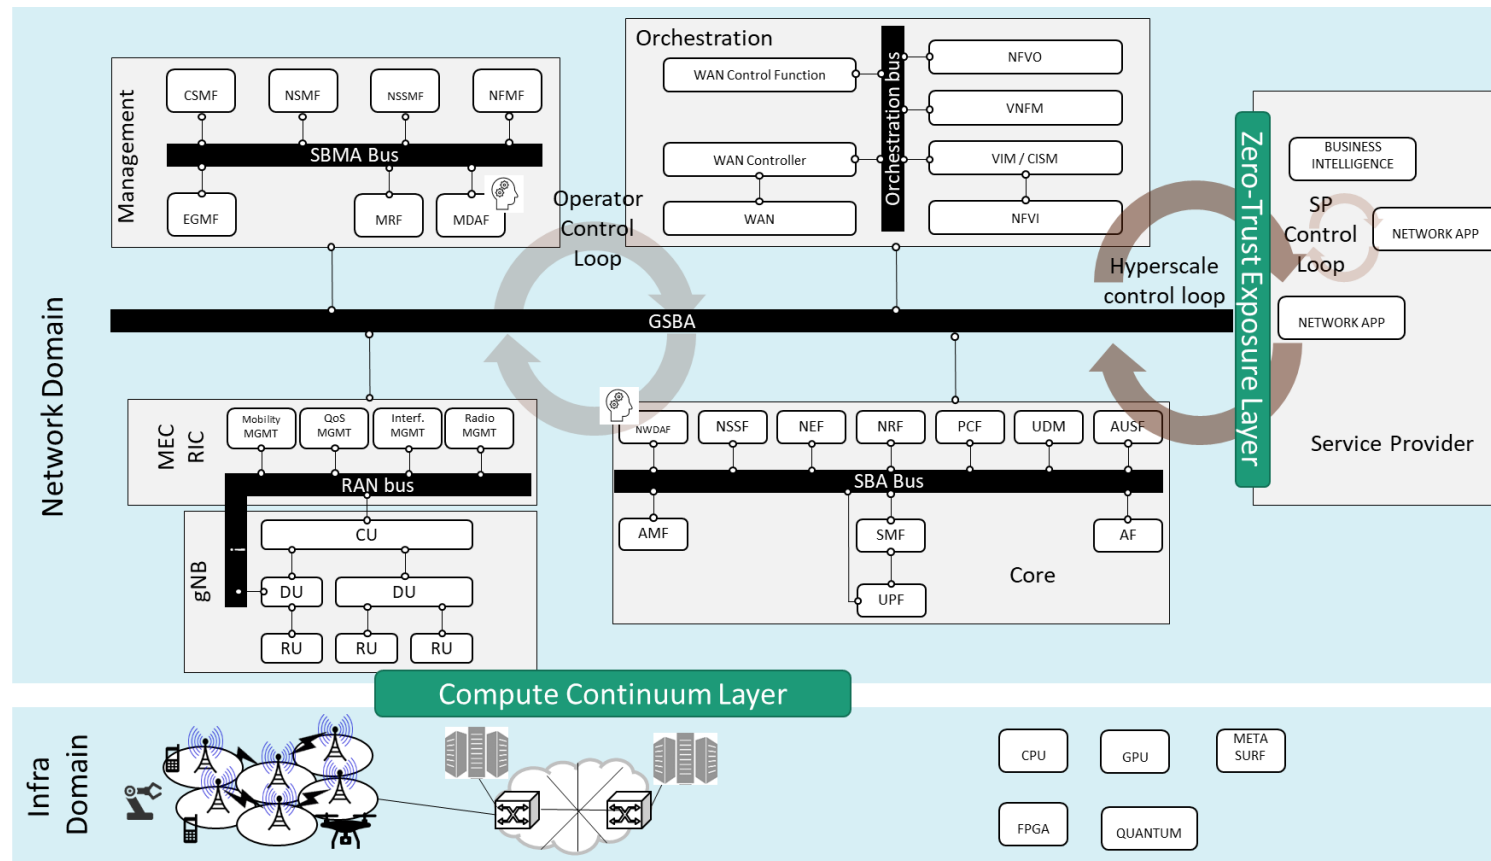 Orchestration
WAN Control Function
NFVO
VNFM
WAN Controller
VIM / CISM
WAN
NFVI
Orchestration bus
Management
CSMF
NSMF
NSSMF
NFMF
SBMA Bus
EGMF
MRF
MDAF
Operator
Control
Loop
Hyperscale
control loop
Zero-Trust Exposure Layer
BUSINESS
INTELLIGENCE
SP
Control
Loop
NETWORK APP
NETWORK APP
Service Provider
Network Domain
GSBA
MEC
RIC
Mobility
MGMT
QoS
MGMT
Interf.
MGMT
Radio
MGMT
RAN bus
gNB
CU
DU
DU
RU
RU
RU
NWDAF
NSSF
NEF
NRF
PCF
UDM
AUSF
SBA Bus
AMF
SMF
AF
UPF
Core
Compute Continuum Layer
Infra
Domain
CPU
GPU
META
SURF
FPGA
QUANTUM